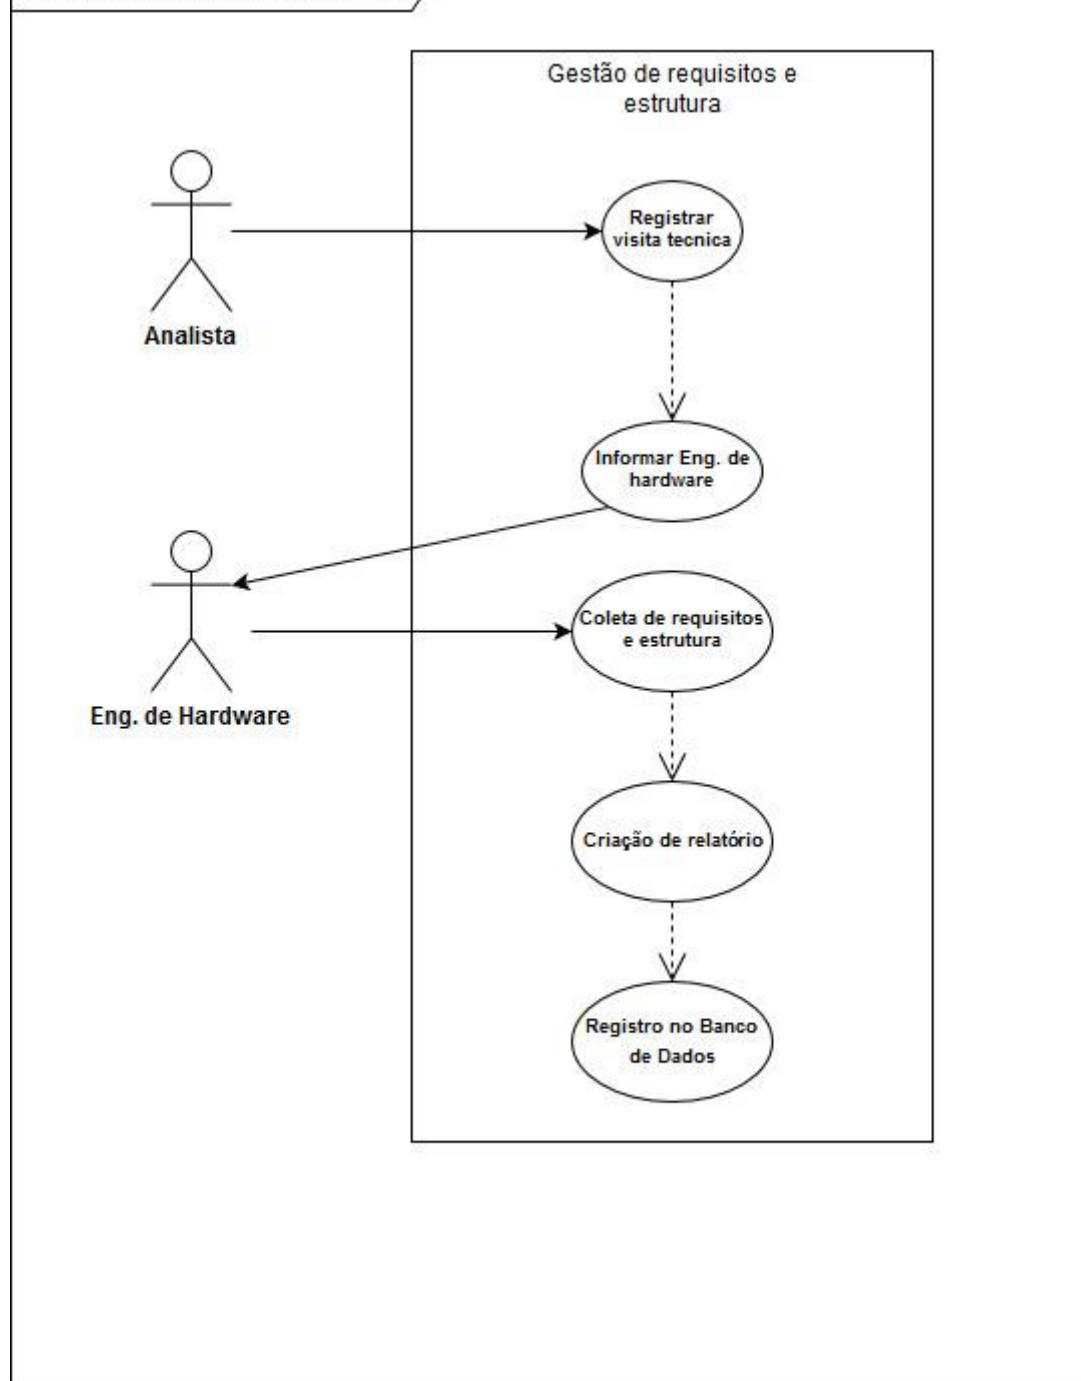 Gestão de requisitos e
estrutura
Registrar
visita tecnica
Analista
Informar Eng. de
hardware
Coleta de requisitos
e estrutura
Eng. de Hardware
Criação de relatório
Registro no Banco
de Dados